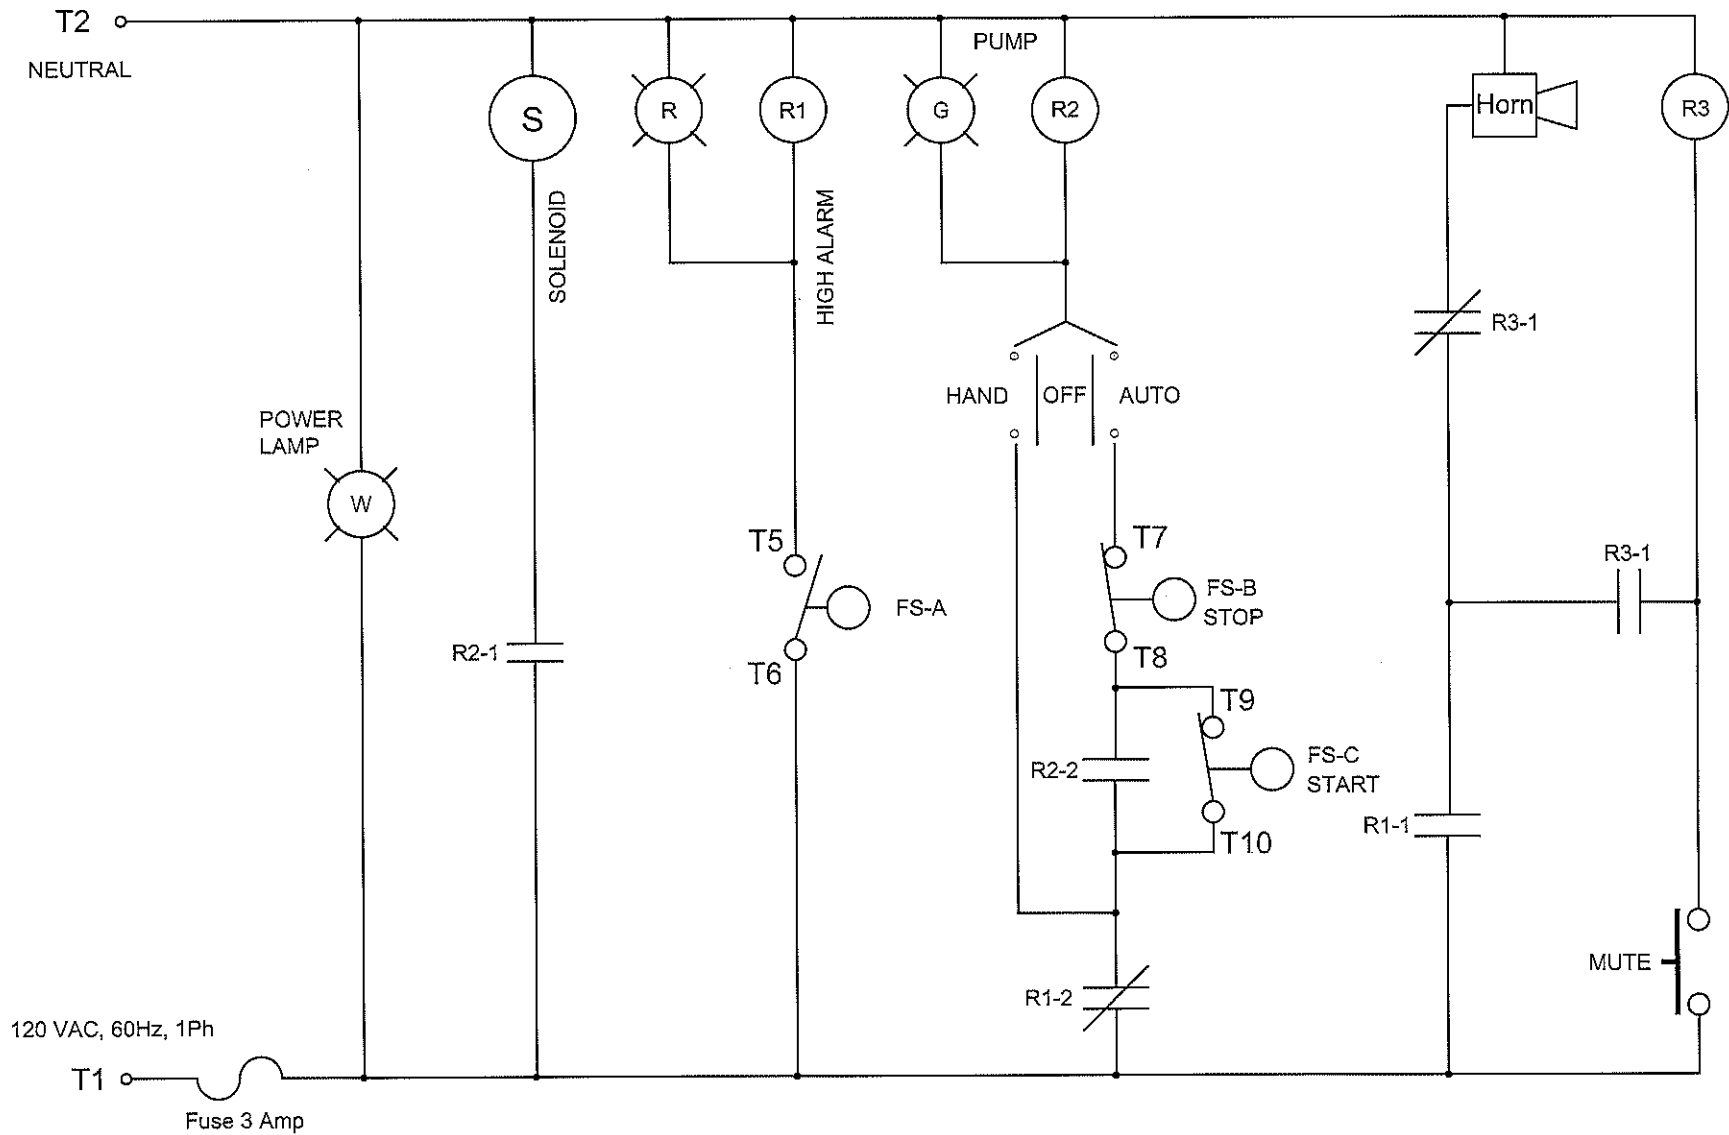 T2
NEUTRAL
PUMP
S
R
R1
G
R2
Horn
R3
SOLENOID
HIGH ALARM
R3-1
HAND
OFF
AUTO
POWER
LAMP
W
T5
T7
R3-1
FS-A
FS-B
STOP
R2-1
T6
T8
T9
R2-2
FS-C
START
R1-1
T10
MUTE
R1-2
120 VAC, 60Hz, 1Ph
T1
Fuse 3 Amp